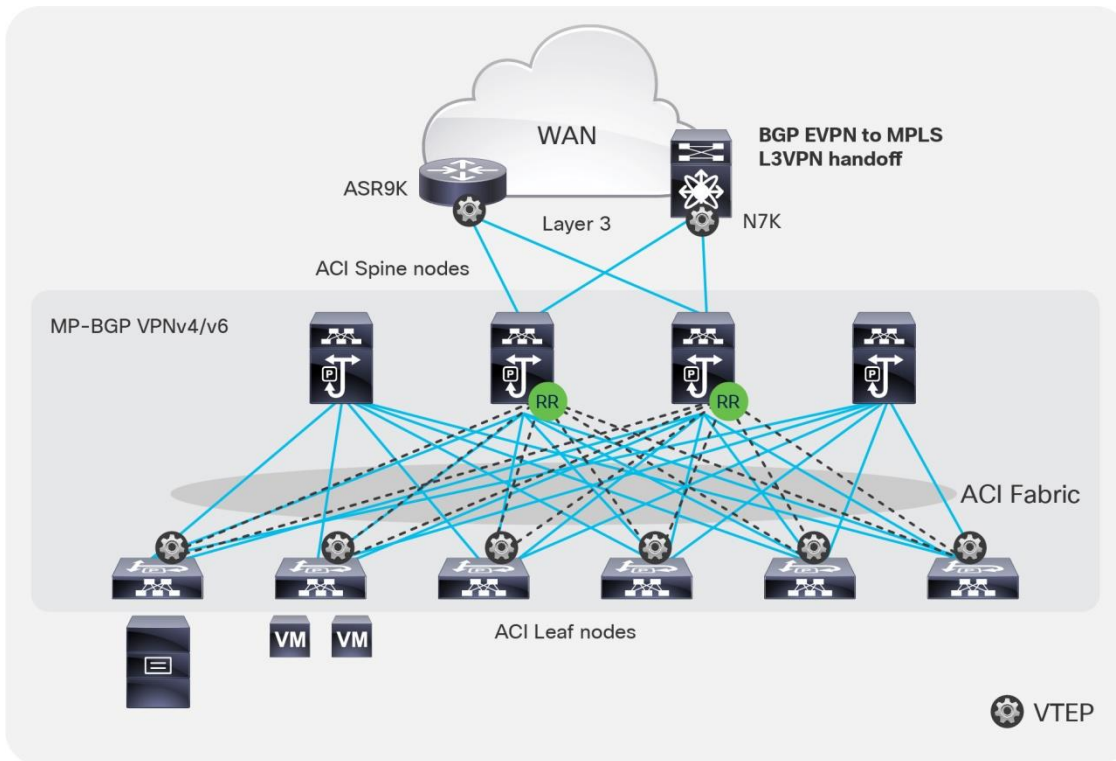 WAN
BGP EVPN to MPLS
L3VPN handoff
ASR9K
Layer 3
N7K
ACI Spine nodes
MP-BGP VPNv4/v6
P
P
P
P
RR
RR
ACI Fabric
VM
VM
ACI Leaf nodes
VTEP